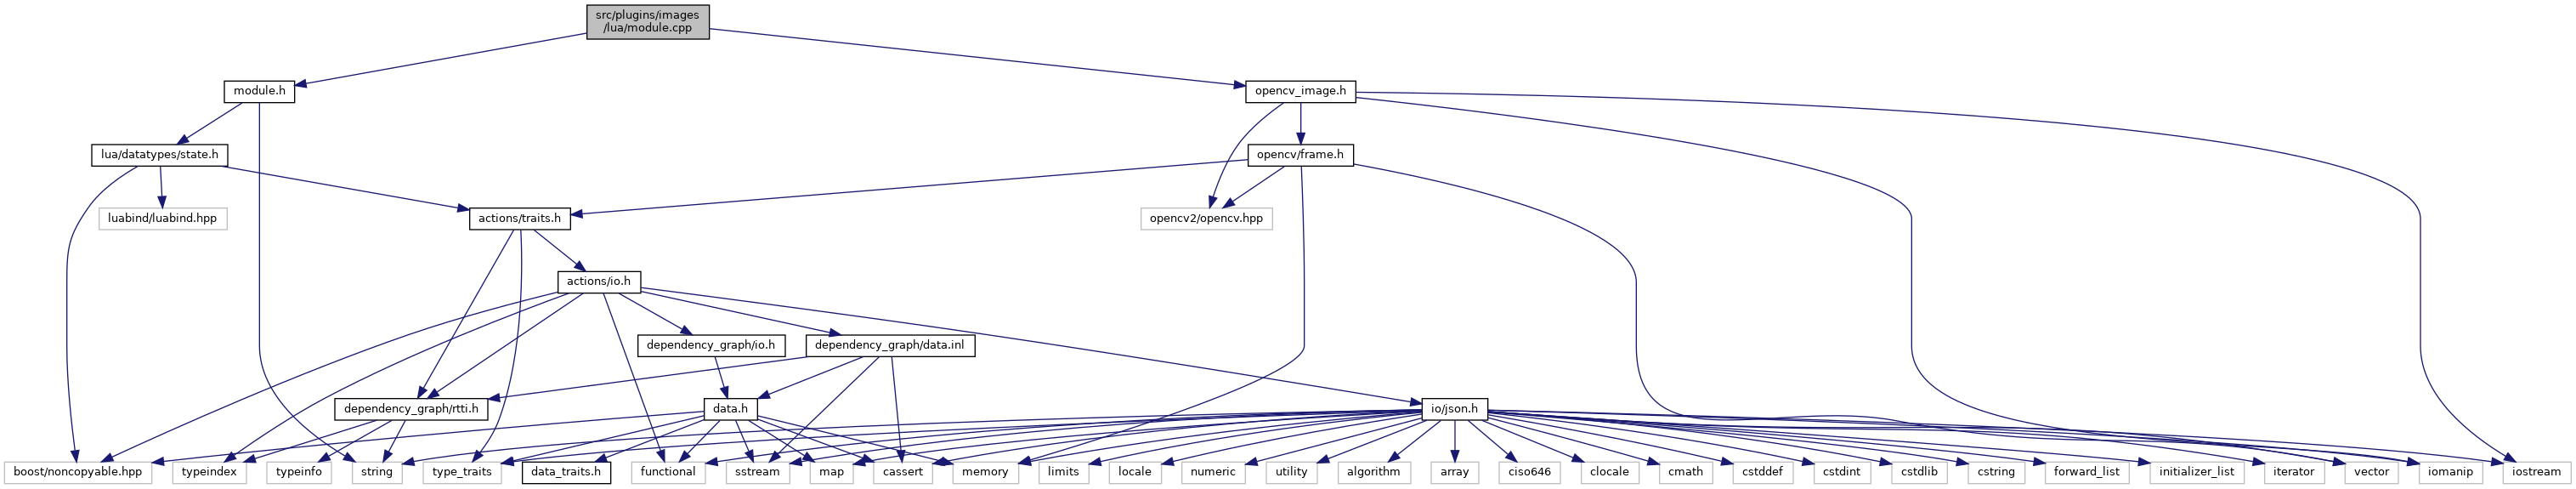 src/plugins/images
/lua/module.cpp
module.h
opencv_image.h
lua/datatypes/state.h
opencv/frame.h
luabind/luabind.hpp
actions/traits.h
opencv2/opencv.hpp
actions/io.h
dependency_graph/io.h
dependency_graph/data.inl
dependency_graph/rtti.h
data.h
io/json.h
boost/noncopyable.hpp
typeindex
typeinfo
string
type_traits
data_traits.h
functional
sstream
map
cassert
memory
limits
locale
numeric
utility
algorithm
array
ciso646
clocale
cmath
cstddef
cstdint
cstdlib
cstring
forward_list
initializer_list
iterator
vector
iomanip
iostream